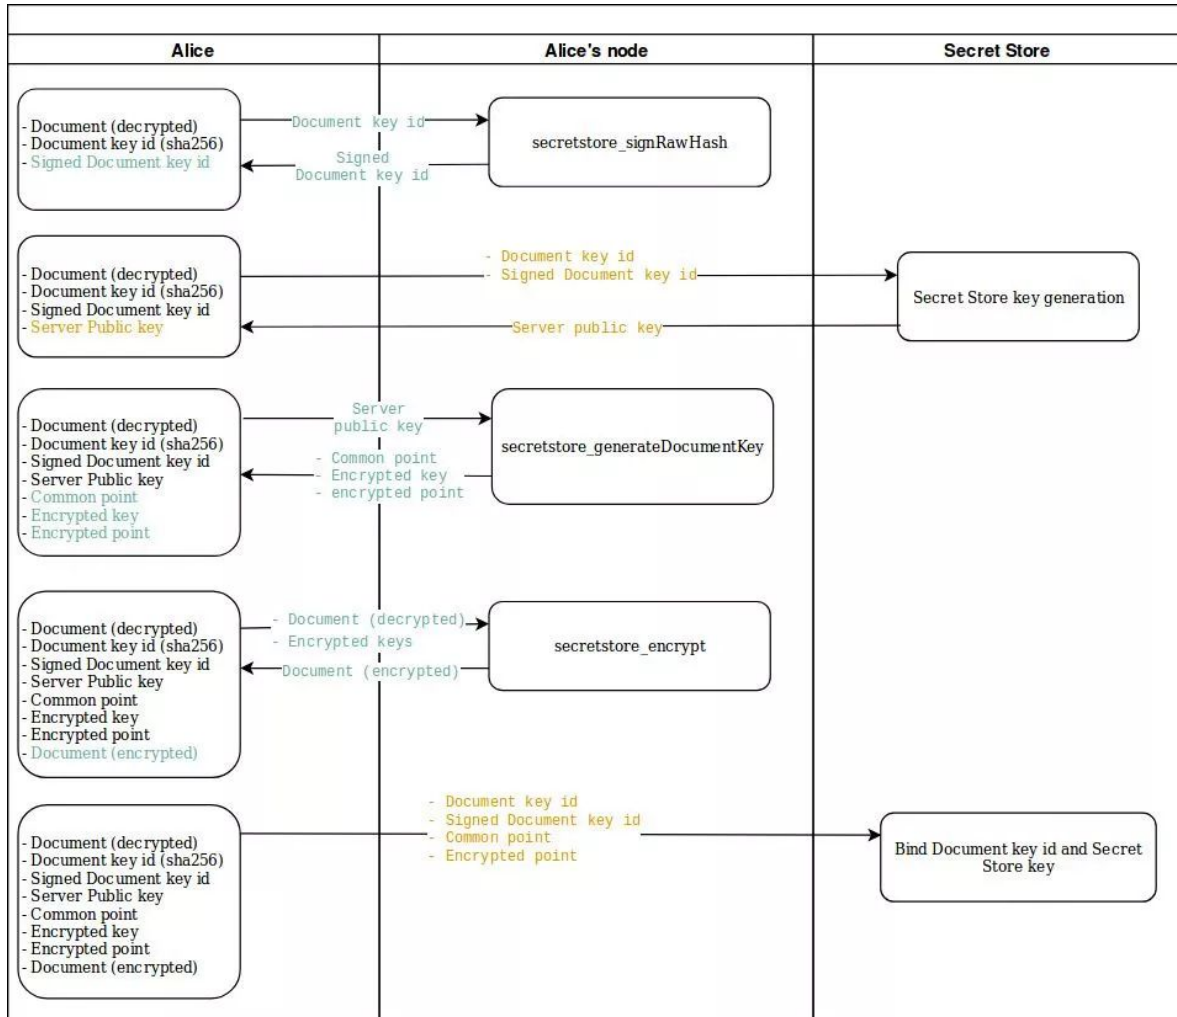 Alice
Alice's node
Secret Store
- Document (decrypted)
- Document key id (sha256)
- Signed Document key id
Document key id
Signed
Document key id
secretstore_signRawHash
- Document (decrypted)
- Document key id (sha256)
- Signed Document key id
- Server Public key
- Document key id
- Signed Document key id
Server public key
Secret Store key generation
- Document (decrypted)
- Document key id (sha256)
- Signed Document key id
- Server Public key
- Common point
- Encrypted key
- Encrypted point
Server
public key
- Common point
- Encrypted key
- encrypted point
secretstore_generateDocumentKey
- Document (decrypted)
- Document key id (sha256)
- Signed Document key id
- Server Public key
- Common point
- Encrypted key
- Encrypted point
- Document (encrypted)
- Document (decrypted)
- Encrypted keys
Document (encrypted)
secretstore_encrypt
- Document (decrypted)
- Document key id (sha256)
- Signed Document key id
- Server Public key
- Common point
- Encrypted key
- Encrypted point
- Document (encrypted)
- Document key id
- Signed Document key id
- Common point
- Encrypted point
Bind Document key id and Secret
Store key